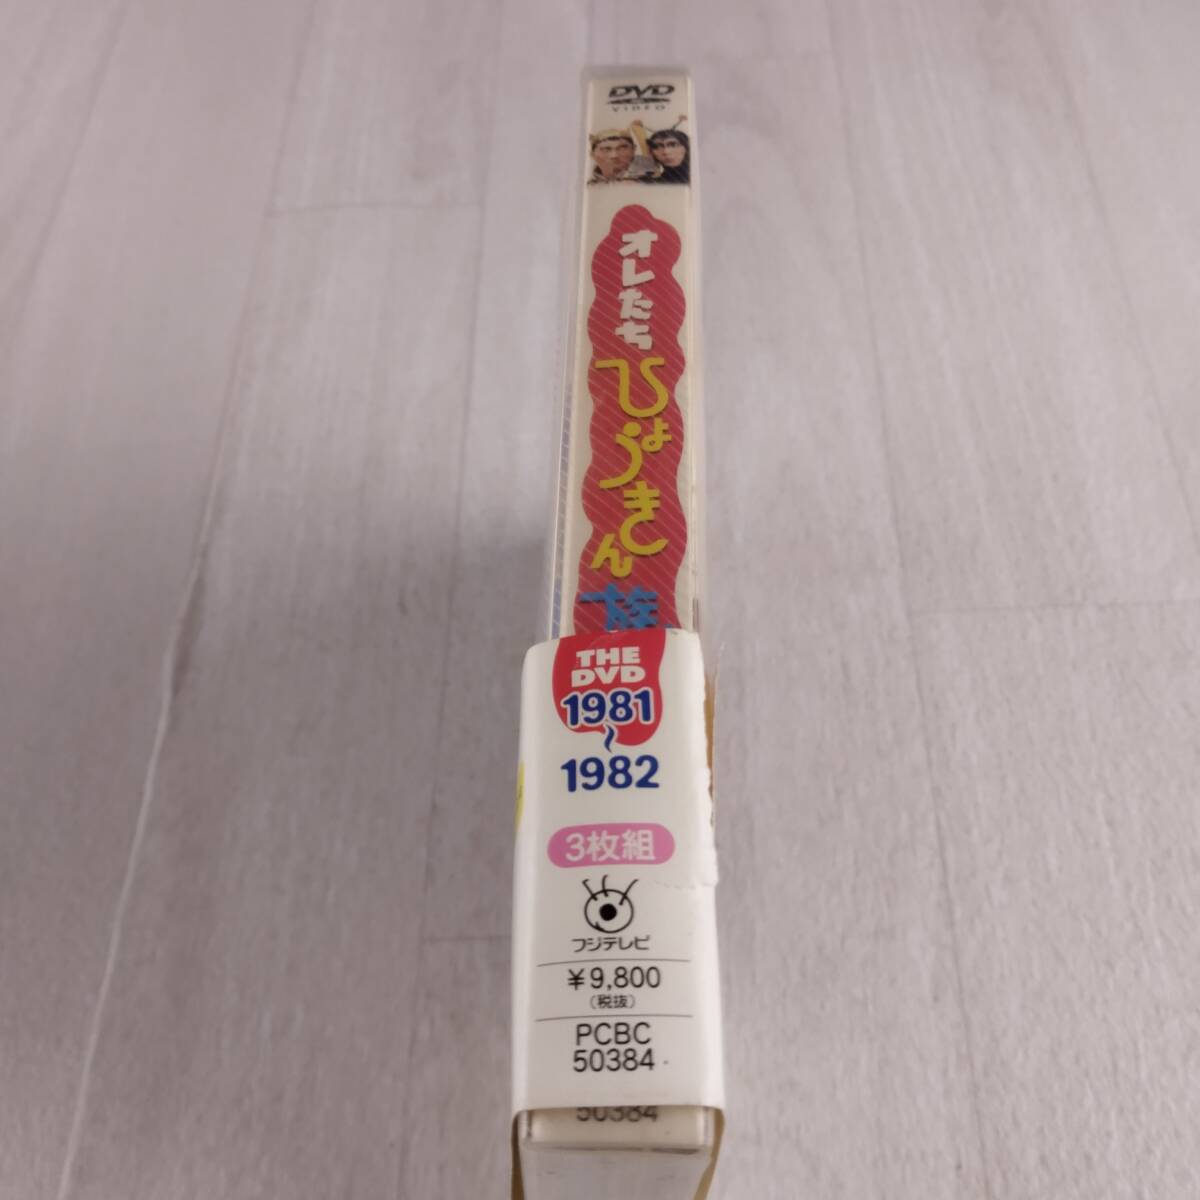 DVD
VIDEO
オレたち
ひょうきん
族
THE
DVD
1981
〜
1982
3枚組
フジテレビ
¥9,800
(税抜)
PCBC
50384
50384